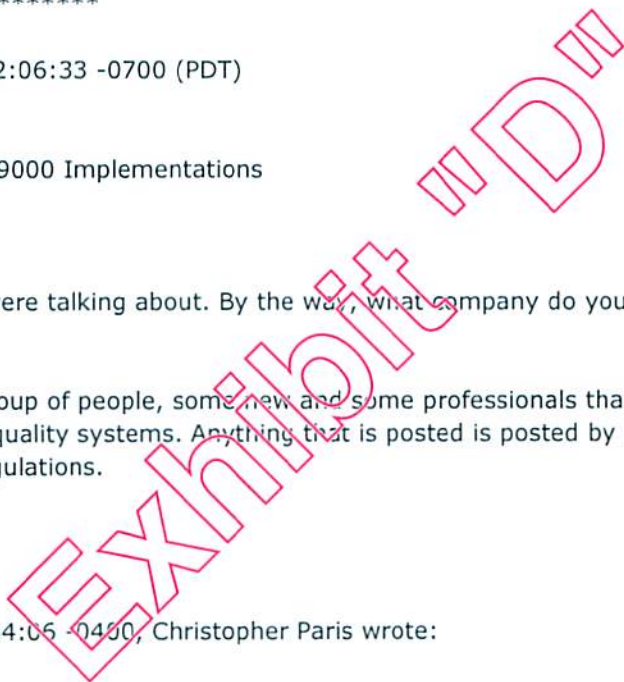 *******
2:06:33 -0700 (PDT)
9000 Implementations
were talking about. By the way, what company do you
oup of people, some new and some professionals tha
quality systems. Anything that is posted is posted by
gulations.
4:06 -0400, Christopher Paris wrote:
Exhibit "D"